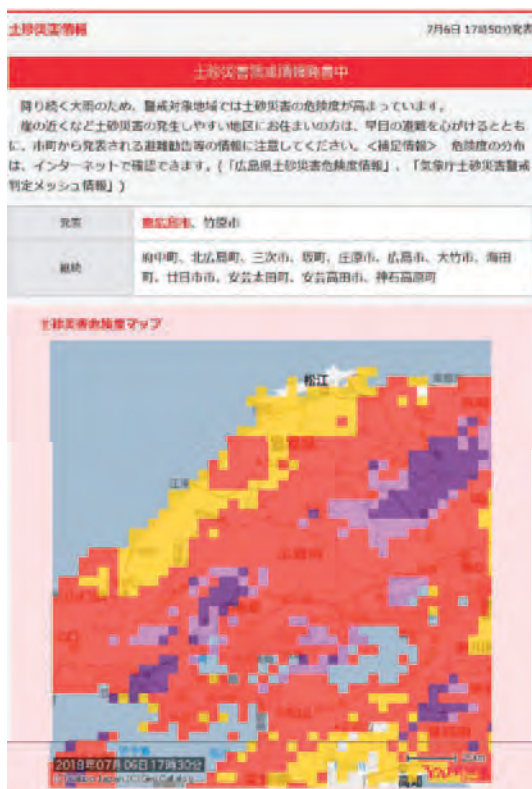 土砂災害情報
7月6日 17時50分発表
土砂災害警戒情報発表中
降り続く大雨のため、警戒対象地域では土砂災害の危険度が高まっています。
崖の近くなど土砂災害の発生しやすい地区にお住まいの方は、早目の避難を心がけるととも
に、市町から発表される避難勧告等の情報に注意してください。<補足情報> 危険度の分布
は、インターネットで確認できます。(「広島県土砂災害危険度情報」、「気象庁土砂災害警戒
判定メッシュ情報」)
発表
東広島市、竹原市
継続
府中町、北広島町、三次市、坂町、庄原市、広島市、大竹市、海田
町、廿日市市、安芸太田町、安芸高田市、神石高原町
土砂災害危険度マップ
松江
江津
高知
2018年07月06日17時30分